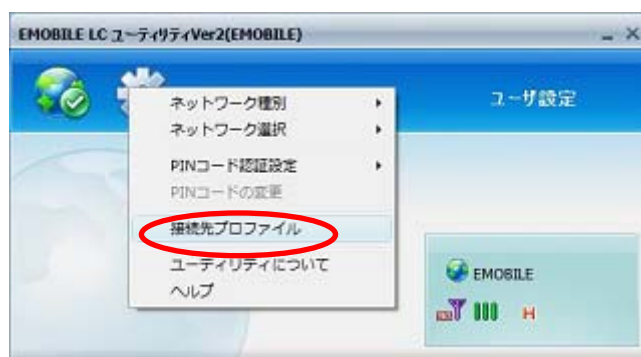 EMOBILE LC ユーティリティVer2(EMOBILE)
ユーザ設定
ネットワーク種別
ネットワーク選択
PINコード認証設定
PINコードの変更
接続先プロファイル
ユーティリティについて
ヘルプ
EMOBILE
H